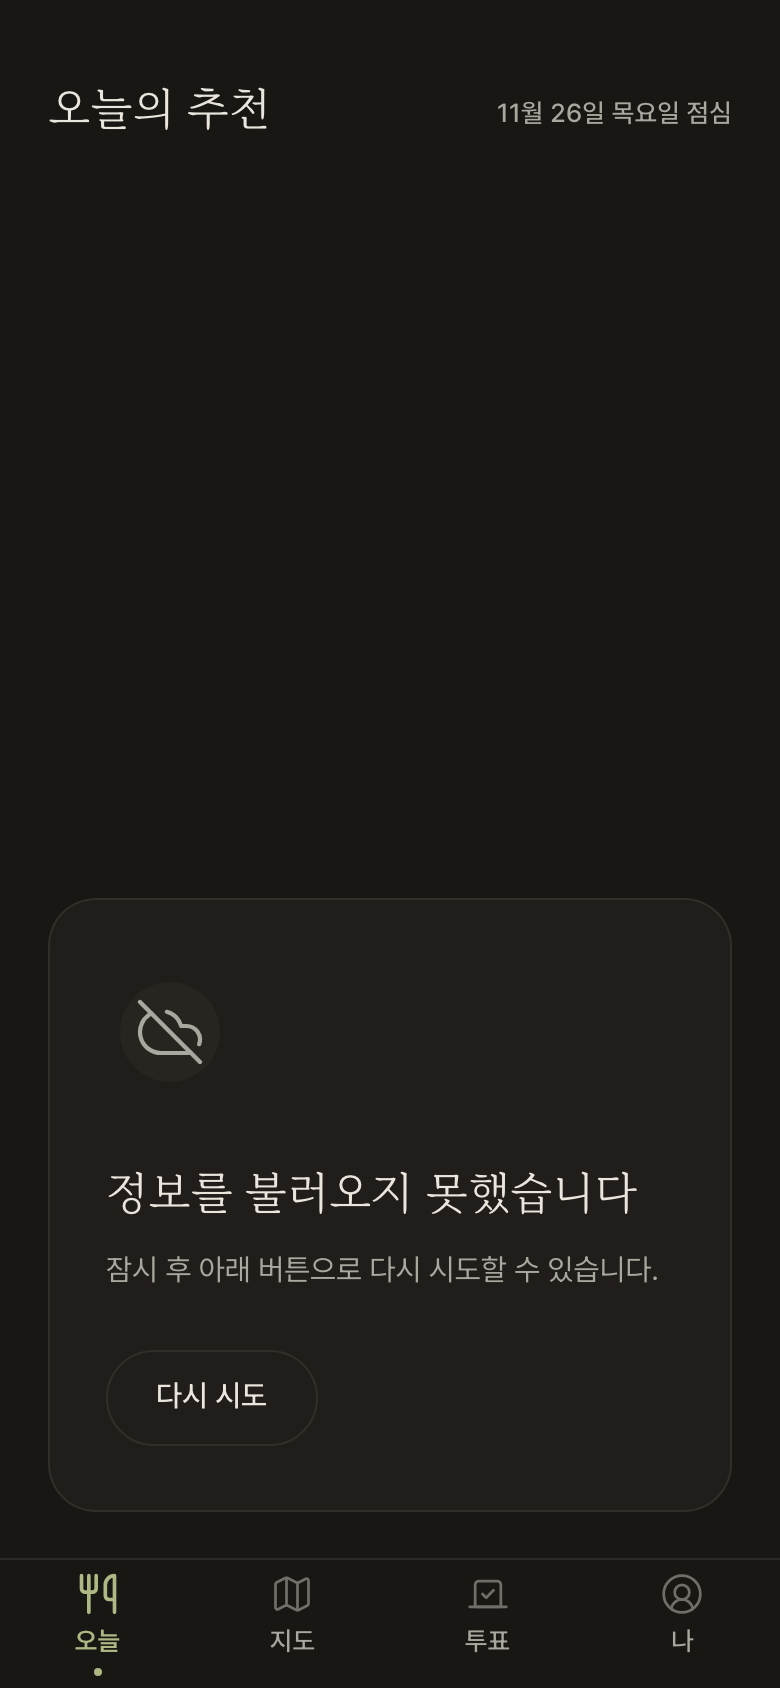 오늘의 추천
11월 26일 목요일 점심
정보를 불러오지 못했습니다
잠시 후 아래 버튼으로 다시 시도할 수 있습니다.
다시 시도
오늘
지도
투표
나